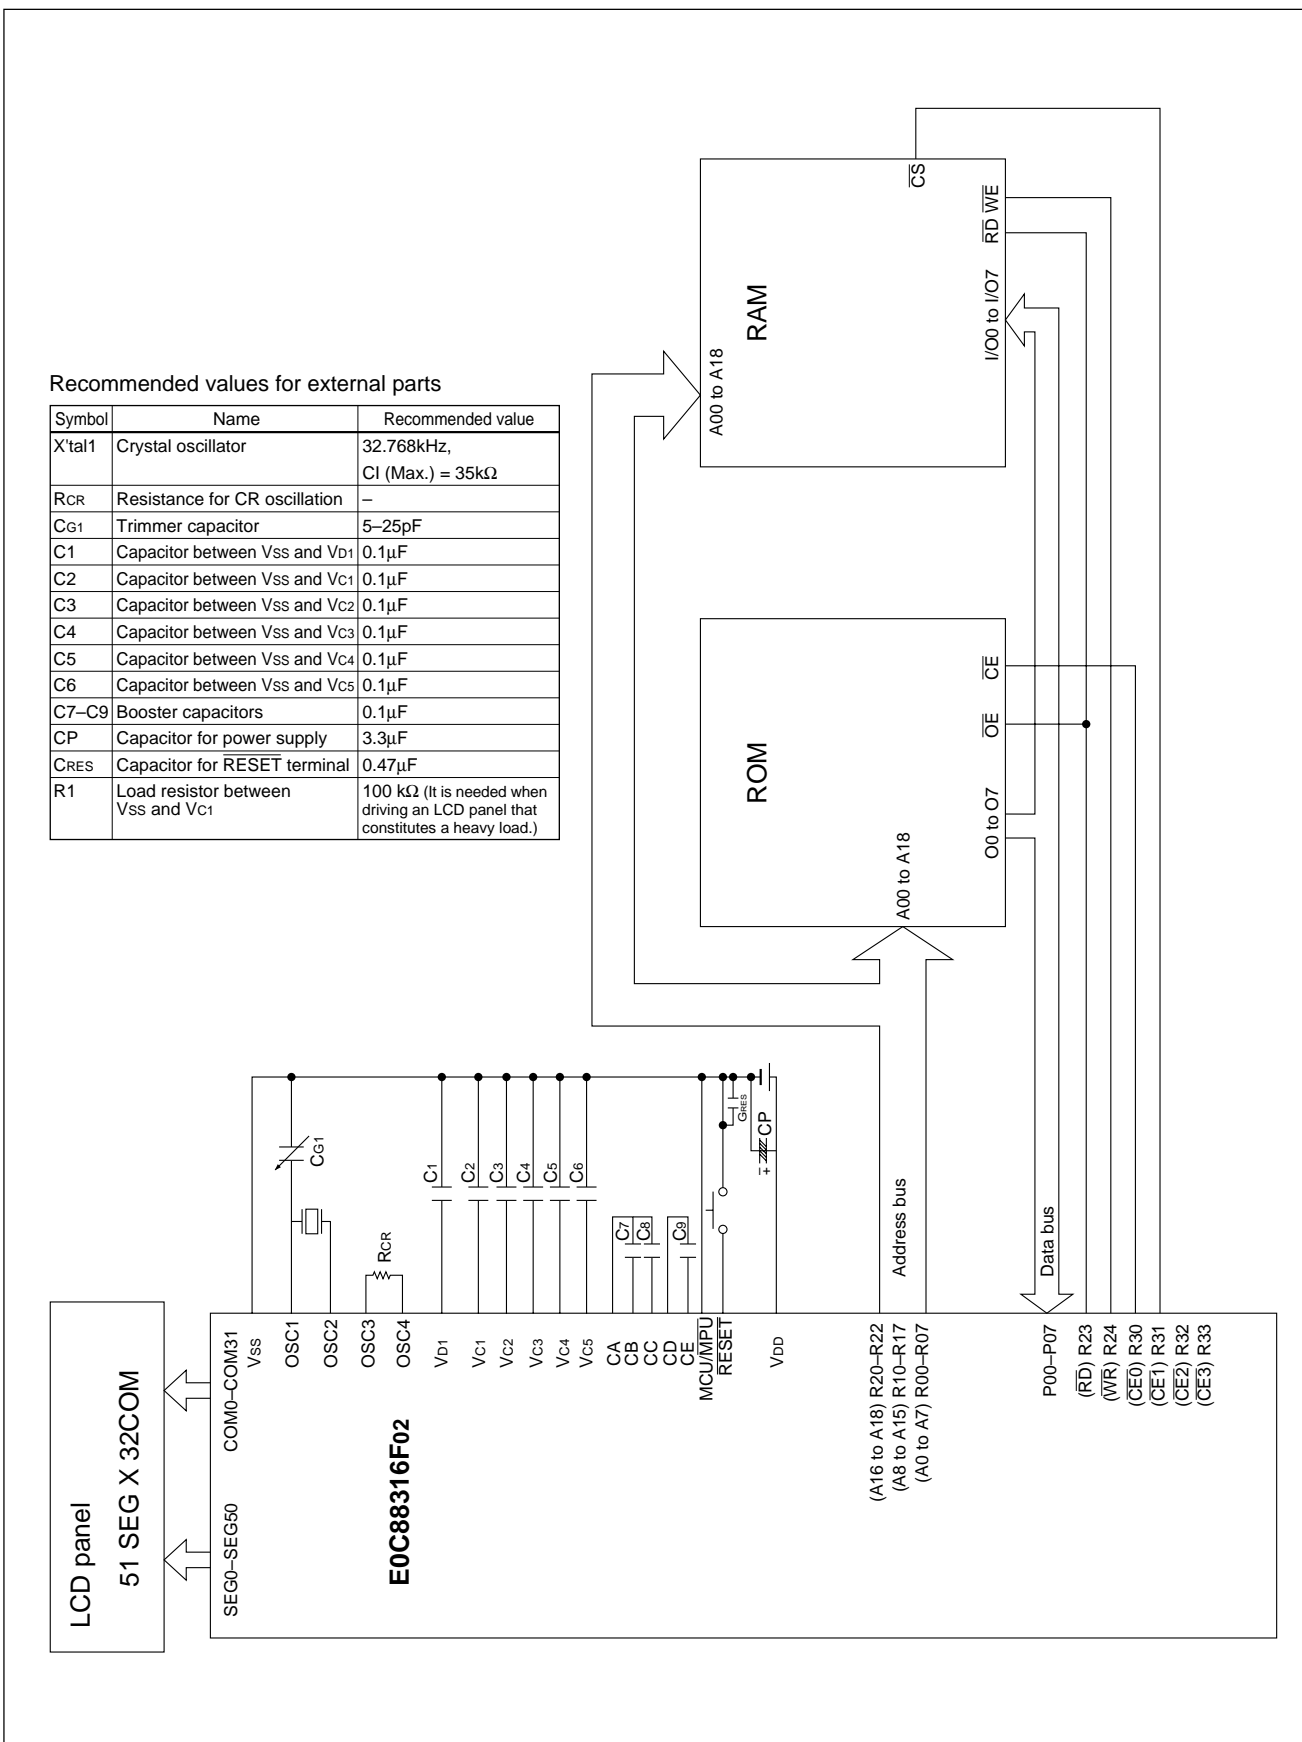 Recommended values for external parts
Symbol Name Recommended value
X'tal1 Crystal oscillator 32.768kHz,
CI (Max.) = 35kΩ
RCR Resistance for CR oscillation –
CG1 Trimmer capacitor 5–25pF
C1 Capacitor between VSS and VD1 0.1μF
C2 Capacitor between VSS and VC1 0.1μF
C3 Capacitor between VSS and VC2 0.1μF
C4 Capacitor between VSS and VC3 0.1μF
C5 Capacitor between VSS and VC4 0.1μF
C6 Capacitor between VSS and VC5 0.1μF
C7–C9 Booster capacitors 0.1μF
CP Capacitor for power supply 3.3μF
CRES Capacitor for RESET terminal 0.47μF
R1 Load resistor between
VSS and VC1
100 kΩ (It is needed when
driving an LCD panel that
constitutes a heavy load.)
LCD panel
51 SEG X 32COM
COM0–COM31
SEG0–SEG50
E0C88316F02
VSS
OSC1
OSC2
OSC3
OSC4
VD1
VC1
VC2
VC3
VC4
VC5
CA
CB
CC
CD
CE
MCU/MPU
RESET
VDD
(A16 to A18) R20–R22
(A8 to A15) R10–R17
(A0 to A7) R00–R07
P00–P07
(RD) R23
(WR) R24
(CE0) R30
(CE1) R31
(CE2) R32
(CE3) R33
CG1
RCR
C1
C2
C3
C4
C5
C6
C7
C8
C9
CRES
CP
+
–
Address bus
Data bus
ROM
A00 to A18
O0 to O7
OE
CE
RAM
A00 to A18
I/O0 to I/O7
RD
WE
CS